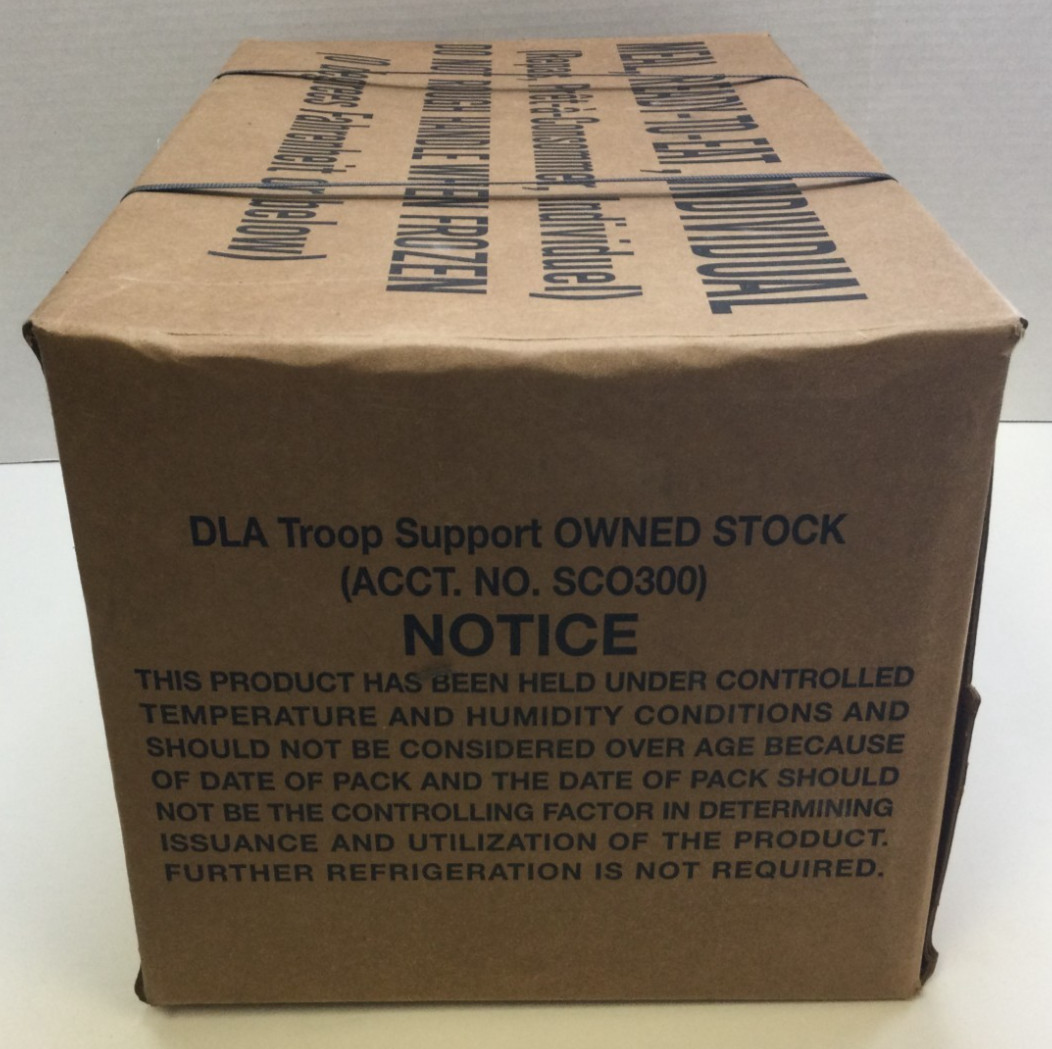 MEAL, READY-TO-EAT, INDIVIDUAL
(Repas, Prêt-à-Consommer, Individuel)
DO NOT ROUGH HANDLE WHEN FROZEN
(0 degrees Fahrenheit or below)
DLA Troop Support OWNED STOCK
(ACCT. NO. SCO300)
NOTICE
THIS PRODUCT HAS BEEN HELD UNDER CONTROLLED
TEMPERATURE AND HUMIDITY CONDITIONS AND
SHOULD NOT BE CONSIDERED OVER AGE BECAUSE
OF DATE OF PACK AND THE DATE OF PACK SHOULD
NOT BE THE CONTROLLING FACTOR IN DETERMINING
ISSUANCE AND UTILIZATION OF THE PRODUCT.
FURTHER REFRIGERATION IS NOT REQUIRED.